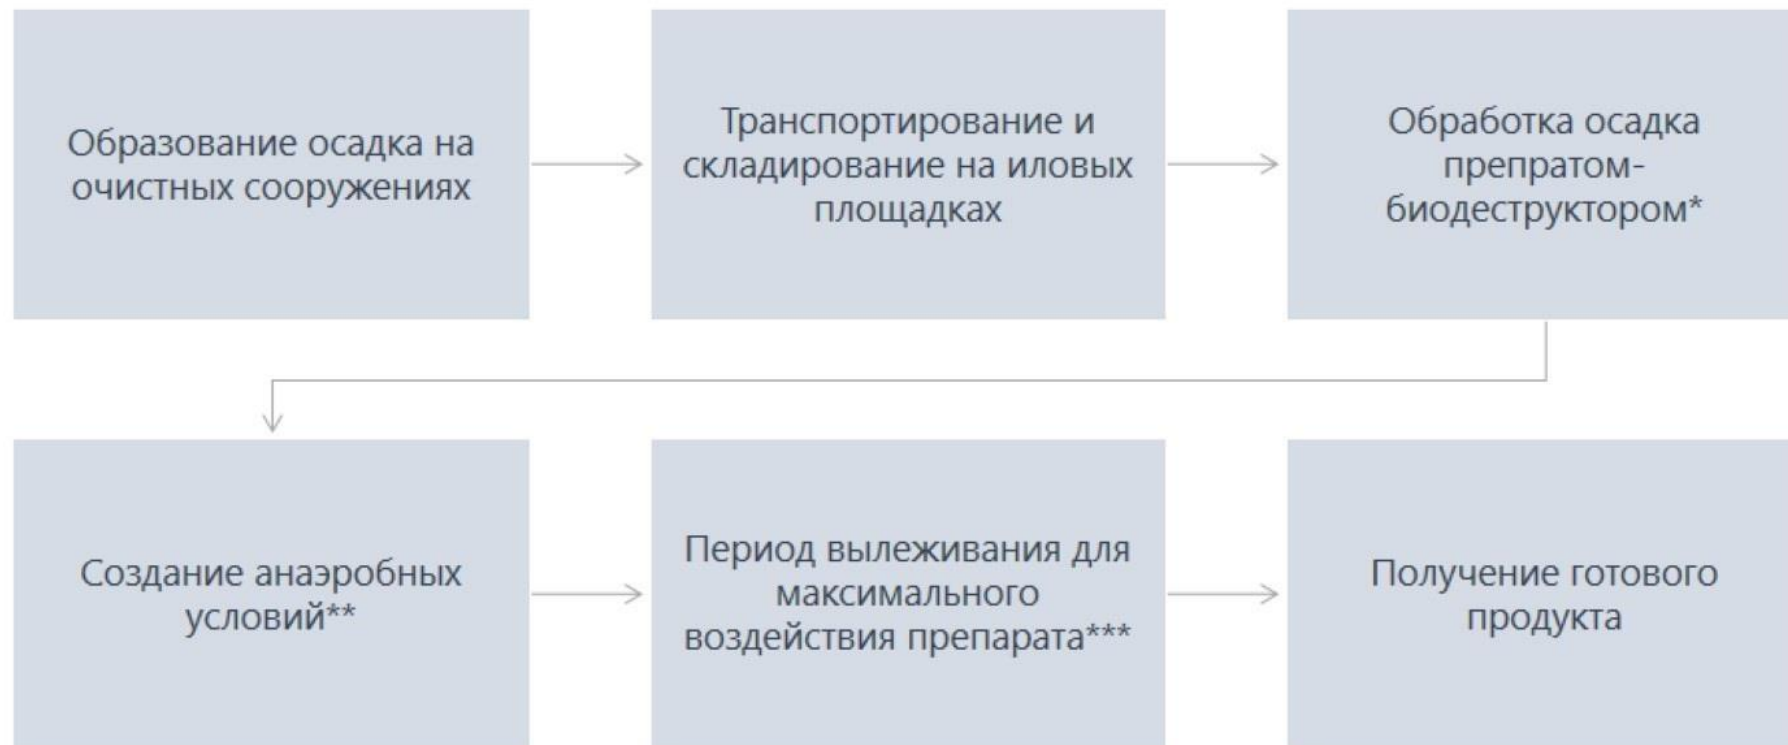 Образование осадка на
очистных сооружениях
Транспортирование и
складирование на иловых
площадках
Обработка осадка
препратом-
биодеструктором*
Создание анаэробных
условий**
Период вылеживания для
максимального
воздействия препарата***
Получение готового
продукта